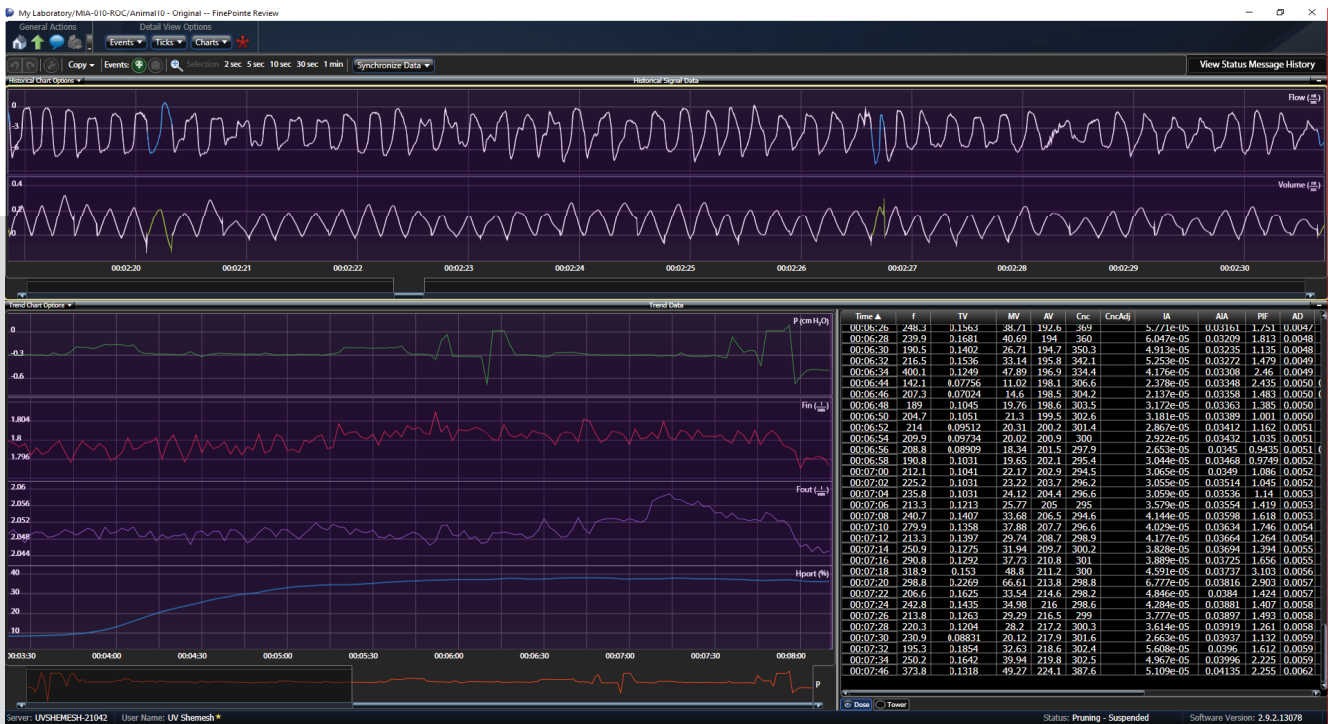 My Laboratory/MIA-010-ROC/Animal10 - Original -- FinePointe Review
General Actions Detail View Options
Events Ticks Charts
Copy Events: Selection 2 sec 5 sec 10 sec 30 sec 1 min Synchronize Data View Status Message History
Historical Chart Options Historical Signal Data
Flow (mL/sec)
0
-3
Volume
0.4
0.2
0
00:02:20 00:02:21 00:02:22 00:02:23 00:02:24 00:02:25 00:02:26 00:02:27 00:02:28 00:02:29 00:02:30
Trend Chart Options Trend Data
P (cm H₂O)
0
-0.3
-0.6
Fin
1.804
1.8
1.796
Fout
2.06
2.056
2.052
2.048
2.044
Hport (%)
40
30
20
10
00:03:30 00:04:00 00:04:30 00:05:00 00:05:30 00:06:00 00:06:30 00:07:00 00:07:30 00:08:00
P
Time ▲ f TV MV AV Cnc CncAdj IA AIA PIF AD
00:06:26 248.3 0.1563 38.71 192.6 369 5.771e-05 0.03161 1.751 0.0047
00:06:28 239.9 0.1681 40.69 194 360 6.047e-05 0.03209 1.813 0.0048
00:06:30 190.5 0.1402 26.71 194.7 350.3 4.913e-05 0.03235 1.135 0.0048
00:06:32 216.5 0.1536 33.14 195.8 342.1 5.253e-05 0.03272 1.479 0.0049
00:06:34 400.1 0.1249 47.89 196.9 334.4 4.176e-05 0.03308 2.46 0.0049
00:06:44 142.1 0.07756 11.02 198.1 306.6 2.378e-05 0.03348 2.435 0.0050
00:06:46 207.3 0.07024 14.6 198.5 304.2 2.137e-05 0.03358 1.483 0.0050
00:06:48 189 0.1045 19.76 198.6 303.5 3.172e-05 0.03363 1.385 0.0050
00:06:50 204.7 0.1051 21.3 199.5 302.6 3.181e-05 0.03389 1.001 0.0050
00:06:52 214 0.09512 20.31 200.2 301.4 2.867e-05 0.03412 1.162 0.0051
00:06:54 209.9 0.09734 20.02 200.9 300 2.922e-05 0.03432 1.035 0.0051
00:06:56 208.8 0.08909 18.34 201.5 297.9 2.653e-05 0.0345 0.9435 0.0051
00:06:58 190.8 0.1031 19.65 202.1 295.4 3.044e-05 0.03468 0.9749 0.0052
00:07:00 212.1 0.1041 22.17 202.9 294.5 3.065e-05 0.0349 1.086 0.0052
00:07:02 225.2 0.1031 23.22 203.7 296.2 3.055e-05 0.03514 1.045 0.0052
00:07:04 235.8 0.1031 24.12 204.4 296.6 3.059e-05 0.03536 1.14 0.0053
00:07:06 213.3 0.1213 25.77 205 295 3.579e-05 0.03554 1.419 0.0053
00:07:08 240.7 0.1407 33.68 206.5 294.6 4.144e-05 0.03598 1.618 0.0053
00:07:10 279.9 0.1358 37.88 207.7 296.6 4.029e-05 0.03634 1.746 0.0054
00:07:12 213.3 0.1397 29.74 208.7 298.9 4.177e-05 0.03664 1.264 0.0054
00:07:14 250.9 0.1275 31.94 209.7 300.2 3.828e-05 0.03694 1.394 0.0055
00:07:16 290.8 0.1292 37.73 210.8 301 3.889e-05 0.03725 1.656 0.0055
00:07:18 318.9 0.153 48.8 211.2 300 4.591e-05 0.03737 3.103 0.0056
00:07:20 298.8 0.2269 66.61 213.8 298.8 6.777e-05 0.03816 2.903 0.0057
00:07:22 206.6 0.1625 33.54 214.6 298.2 4.846e-05 0.0384 1.424 0.0057
00:07:24 242.8 0.1435 34.98 216 298.6 4.284e-05 0.03881 1.407 0.0058
00:07:26 213.8 0.1263 29.29 216.5 299 3.777e-05 0.03897 1.493 0.0058
00:07:28 220.3 0.1204 28.2 217.2 300.3 3.614e-05 0.03919 1.261 0.0058
00:07:30 230.9 0.08831 20.12 217.9 301.6 2.663e-05 0.03937 1.132 0.0059
00:07:32 195.3 0.1854 32.63 218.6 302.4 5.608e-05 0.0396 1.612 0.0059
00:07:34 250.2 0.1642 39.94 219.8 302.5 4.967e-05 0.03996 2.225 0.0059
00:07:46 373.8 0.1318 49.27 224.1 387.6 5.109e-05 0.04135 2.255 0.0062
Dose Tower
Server: UVSHEMESH-21042 User Name: UV Shemesh Status: Pruning - Suspended Software Version: 2.9.2.13078